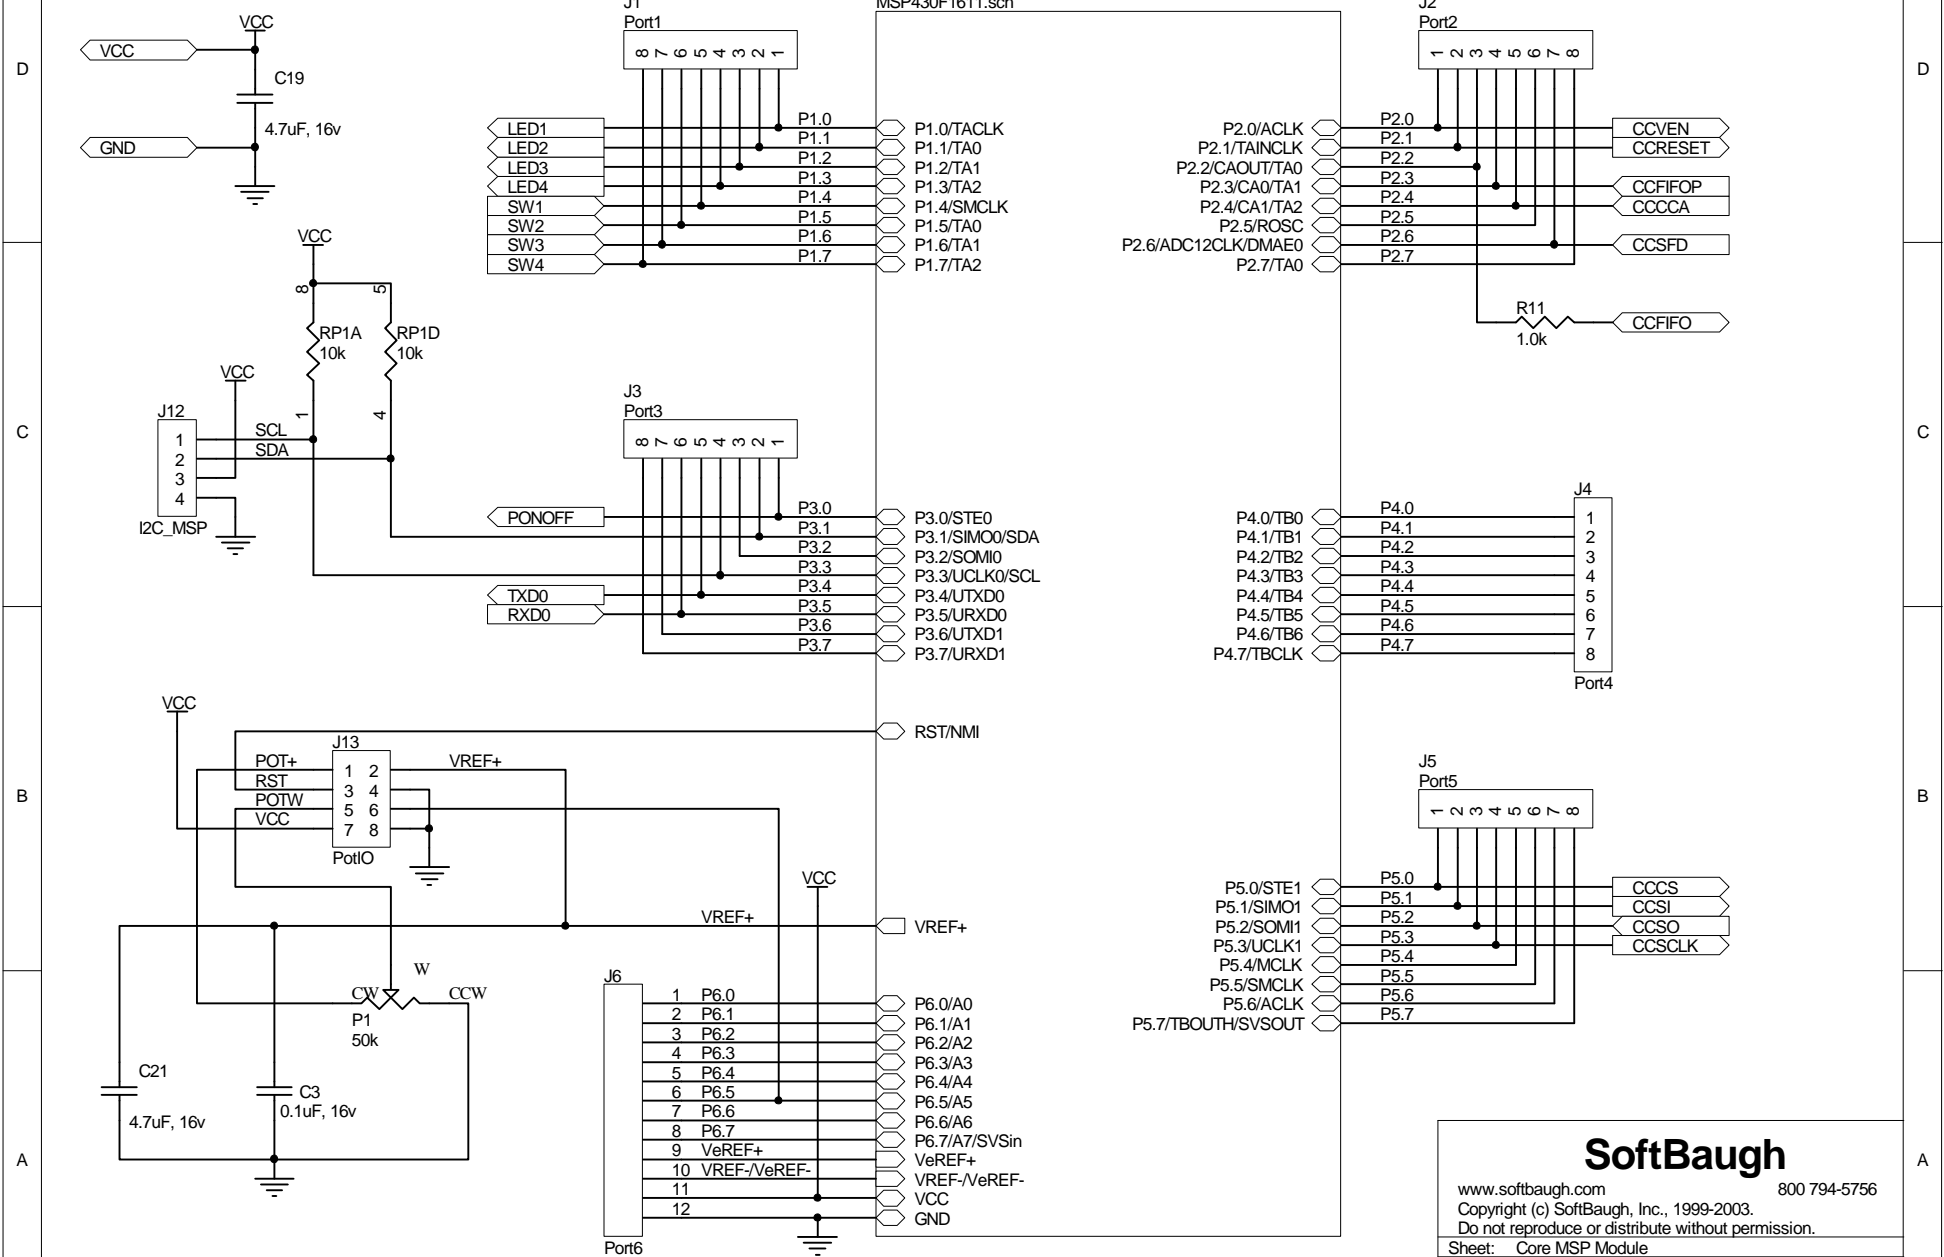 J1
Port1
8 7 6 5 4 3 2 1
MSP430F1611.sch
J2
Port2
1 2 3 4 5 6 7 8
VCC
VCC
C19
4.7uF, 16v
GND
D
D
LED1 P1.0 P1.0/TACLK
LED2 P1.1 P1.1/TA0
LED3 P1.2 P1.2/TA1
LED4 P1.3 P1.3/TA2
SW1 P1.4 P1.4/SMCLK
SW2 P1.5 P1.5/TA0
SW3 P1.6 P1.6/TA1
SW4 P1.7 P1.7/TA2
P2.0/ACLK P2.0 CCVEN
P2.1/TAINCLK P2.1 CCRESET
P2.2/CAOUT/TA0 P2.2
P2.3/CA0/TA1 P2.3 CCFIFOP
P2.4/CA1/TA2 P2.4 CCCCA
P2.5/ROSC P2.5
P2.6/ADC12CLK/DMAE0 P2.6 CCSFD
P2.7/TA0 P2.7
R11
1.0k
CCFIFO
VCC
8
5
RP1A
10k
RP1D
10k
1
4
VCC
J12
1 SCL
2 SDA
3
4
I2C_MSP
C
C
J3
Port3
8 7 6 5 4 3 2 1
PONOFF P3.0 P3.0/STE0
P3.1 P3.1/SIMO0/SDA
P3.2 P3.2/SOMI0
P3.3 P3.3/UCLK0/SCL
TXD0 P3.4 P3.4/UTXD0
RXD0 P3.5 P3.5/URXD0
P3.6 P3.6/UTXD1
P3.7 P3.7/URXD1
J4
P4.0/TB0 P4.0 1
P4.1/TB1 P4.1 2
P4.2/TB2 P4.2 3
P4.3/TB3 P4.3 4
P4.4/TB4 P4.4 5
P4.5/TB5 P4.5 6
P4.6/TB6 P4.6 7
P4.7/TBCLK P4.7 8
Port4
VCC
RST/NMI
J13
POT+ 1 2 VREF+
RST 3 4
POTW 5 6
VCC 7 8
PotIO
B
B
J5
Port5
1 2 3 4 5 6 7 8
VCC
VREF+ VREF+
P5.0/STE1 P5.0 CCCS
P5.1/SIMO1 P5.1 CCSI
P5.2/SOMI1 P5.2 CCSO
P5.3/UCLK1 P5.3 CCSCLK
P5.4/MCLK P5.4
P5.5/SMCLK P5.5
P5.6/ACLK P5.6
P5.7/TBOUTH/SVSOUT P5.7
W
CW
CCW
P1
50k
C21
4.7uF, 16v
C3
0.1uF, 16v
J6
1 P6.0 P6.0/A0
2 P6.1 P6.1/A1
3 P6.2 P6.2/A2
4 P6.3 P6.3/A3
5 P6.4 P6.4/A4
6 P6.5 P6.5/A5
7 P6.6 P6.6/A6
8 P6.7 P6.7/A7/SVSin
9 VeREF+ VeREF+
10 VREF-/VeREF- VREF-/VeREF-
11 VCC
12 GND
Port6
A
A
SoftBaugh
www.softbaugh.com 800 794-5756
Copyright (c) SoftBaugh, Inc., 1999-2003.
Do not reproduce or distribute without permission.
Sheet: Core MSP Module